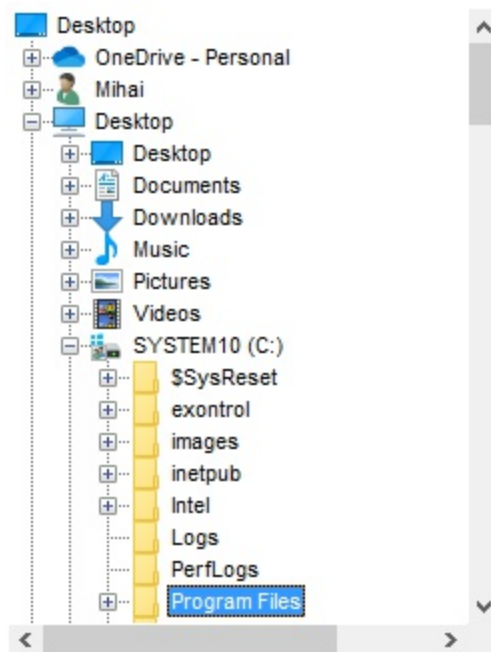 Desktop
OneDrive - Personal
Mihai
Desktop
Desktop
Documents
Downloads
Music
Pictures
Videos
SYSTEM10 (C:)
$SysReset
exontrol
images
inetpub
Intel
Logs
PerfLogs
Program Files